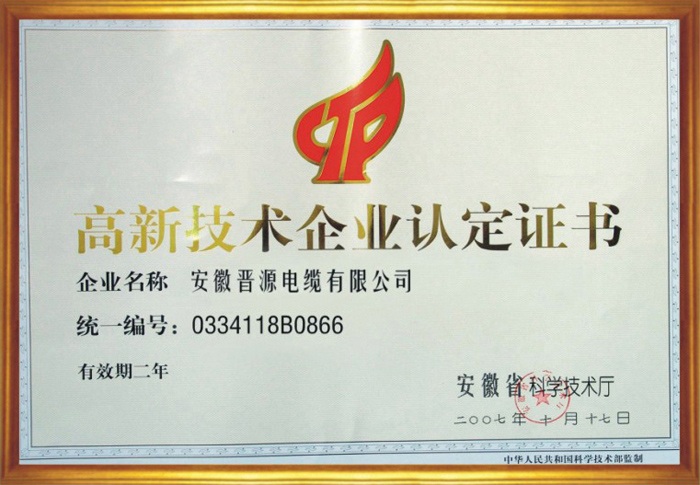 高新技术企业认定证书
企业名称 安徽晋源电缆有限公司
统一编号：0334118B0866
有效期二年
安徽省科学技术厅
二〇〇七年 十 月 十七日
中华人民共和国科学技术部监制